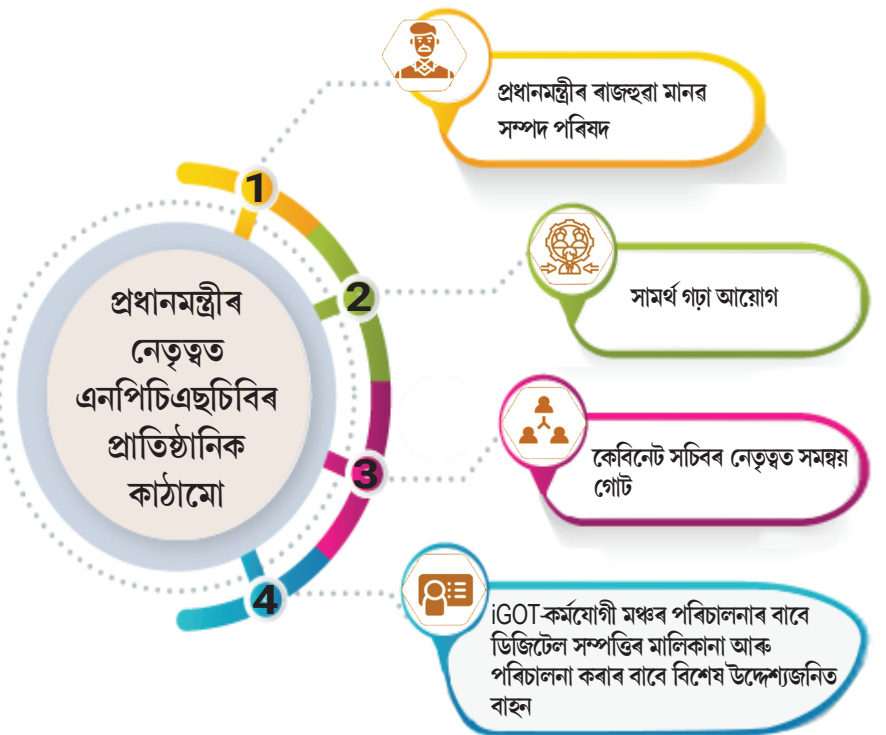 প্ৰধানমন্ত্ৰীৰ
নেতৃত্বত
এনপিচিএছচিবিৰ
প্ৰাতিষ্ঠানিক
কাঠামো
1
প্ৰধানমন্ত্ৰীৰ ৰাজহুৱা মানৱ
সম্পদ পৰিষদ
2
সামৰ্থ গঢ়া আয়োগ
3
কেবিনেট সচিবৰ নেতৃত্বত সমন্বয়
গোট
4
iGOT-কৰ্মযোগী মঞ্চৰ পৰিচালনাৰ বাবে
ডিজিটেল সম্পত্তিৰ মালিকানা আৰু
পৰিচালনা কৰাৰ বাবে বিশেষ উদ্দেশ্যজনিত
বাহন